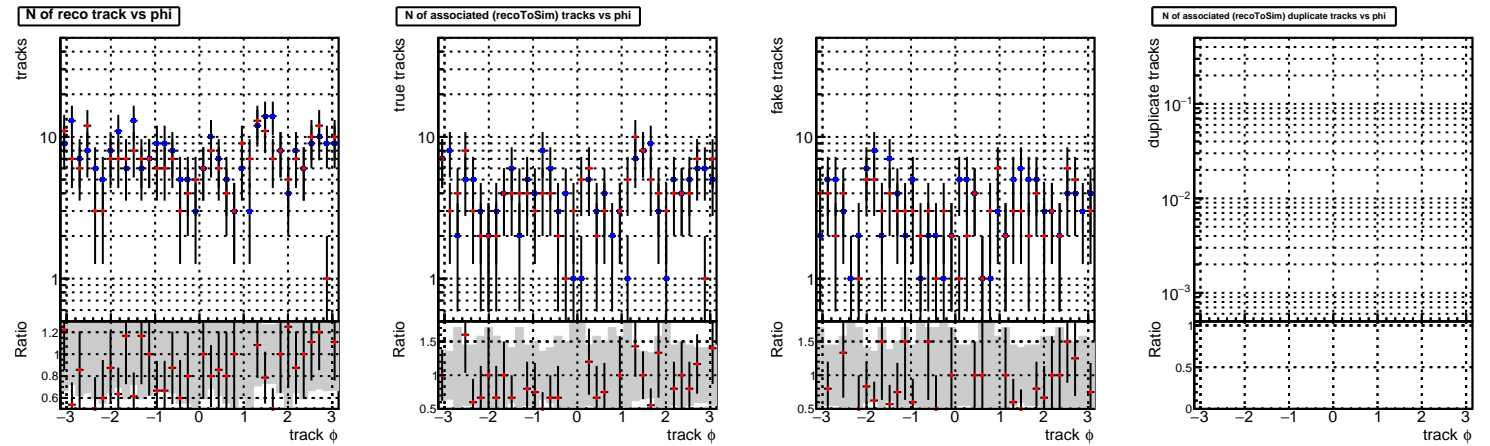 N of reco track vs phi
tracks
10
1
Ratio
1.2
1
0.8
0.6
−3 −2 −1 0 1 2 3
track ϕ
N of associated (recoToSim) tracks vs phi
true tracks
10
1
Ratio
1.5
1
0.5
−3 −2 −1 0 1 2 3
track ϕ
fake tracks
10
1
Ratio
1.5
1
0.5
−3 −2 −1 0 1 2 3
track ϕ
N of associated (recoToSim) duplicate tracks vs phi
duplicate tracks
10⁻¹
10⁻²
10⁻³
Ratio
1
0.5
0
−3 −2 −1 0 1 2 3
track ϕ